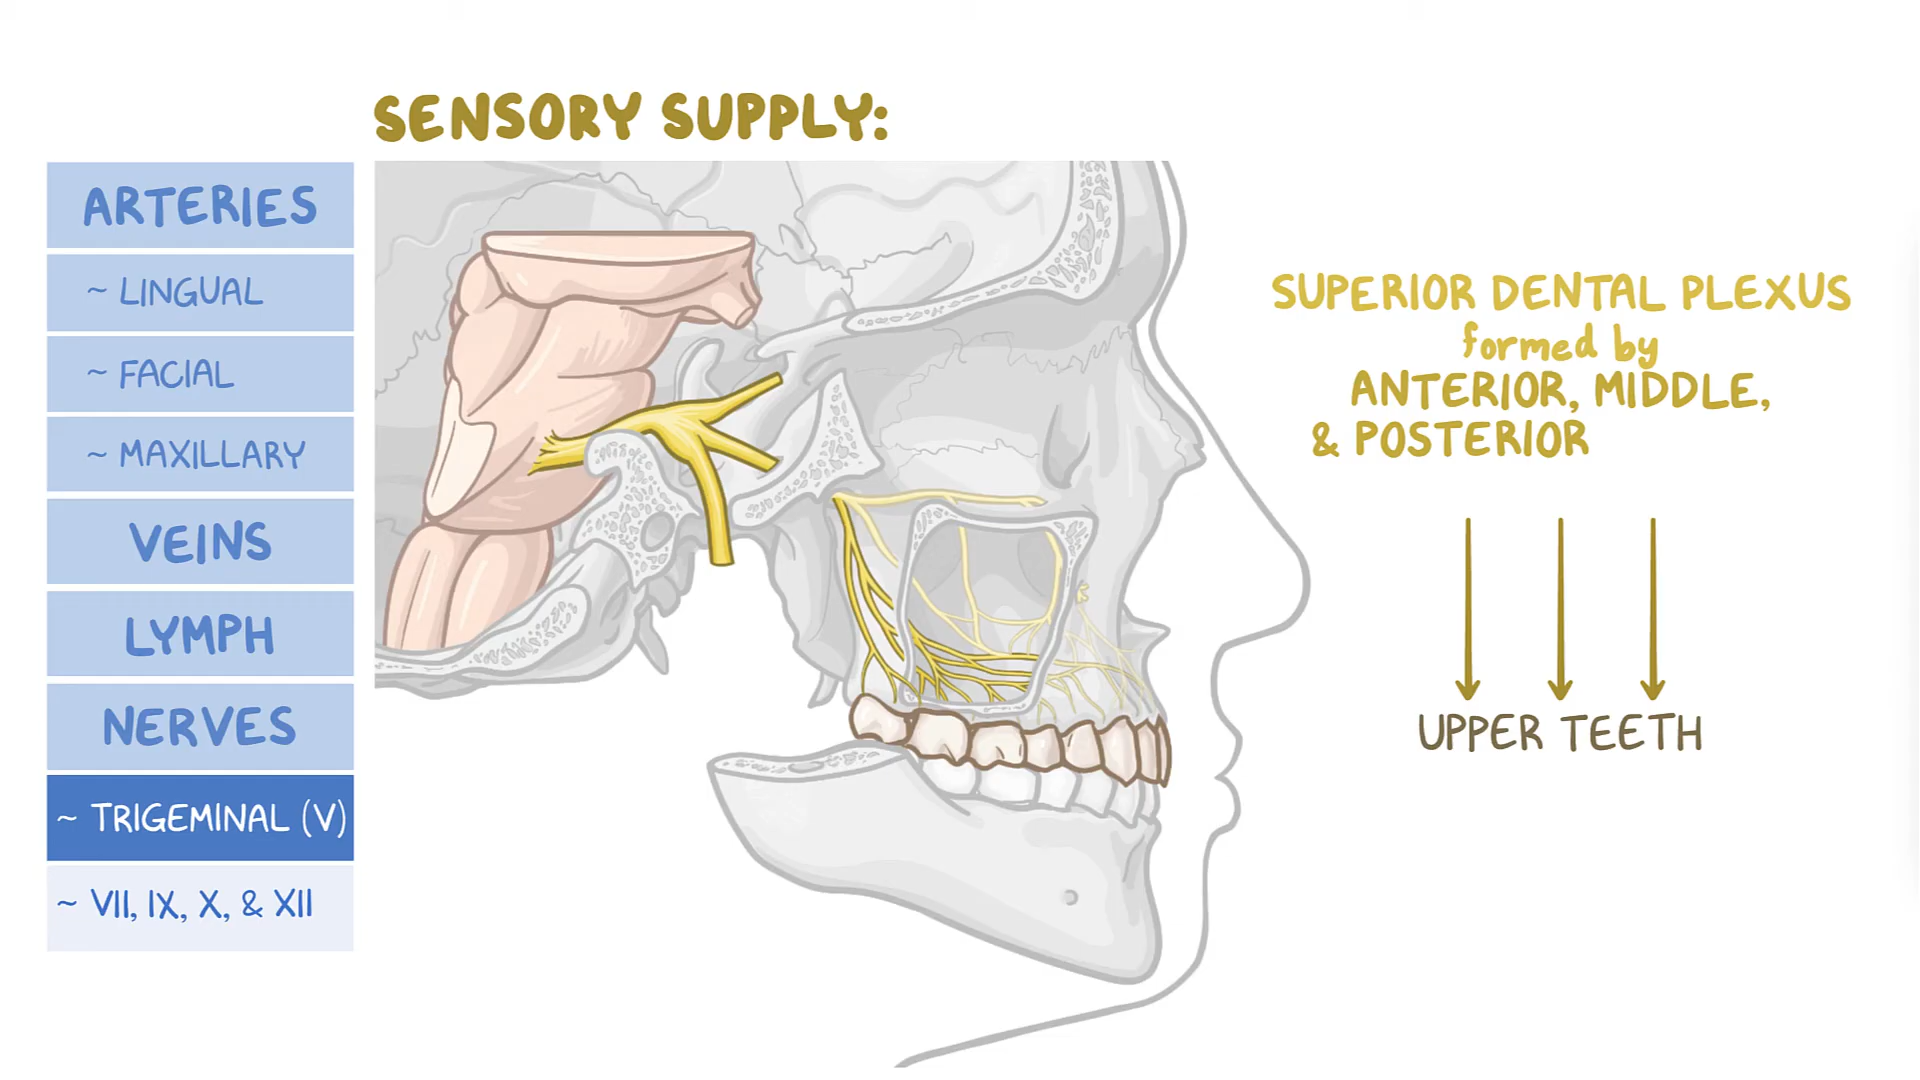 SENSORY SUPPLY:
ARTERIES
~ LINGUAL
~ FACIAL
~ MAXILLARY
VEINS
LYMPH
NERVES
~ TRIGEMINAL (V)
~ VII, IX, X, & XII
SUPERIOR DENTAL PLEXUS
formed by
ANTERIOR, MIDDLE,
& POSTERIOR
UPPER TEETH